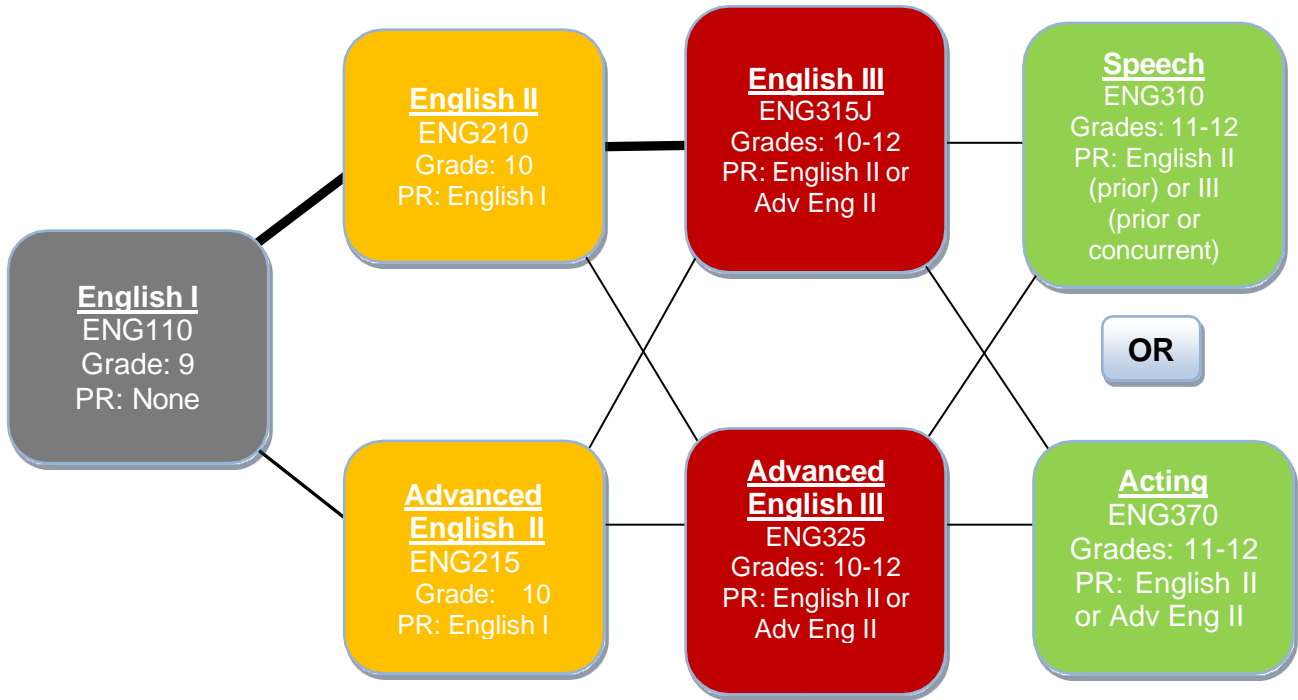 English I
ENG110
Grade: 9
PR: None
English II
ENG210
Grade: 10
PR: English I
Advanced
English II
ENG215
Grade: 10
PR: English I
English III
ENG315J
Grades: 10-12
PR: English II or
Adv Eng II
Advanced
English III
ENG325
Grades: 10-12
PR: English II or
Adv Eng II
Speech
ENG310
Grades: 11-12
PR: English II
(prior) or III
(prior or
concurrent)
OR
Acting
ENG370
Grades: 11-12
PR: English II
or Adv Eng II